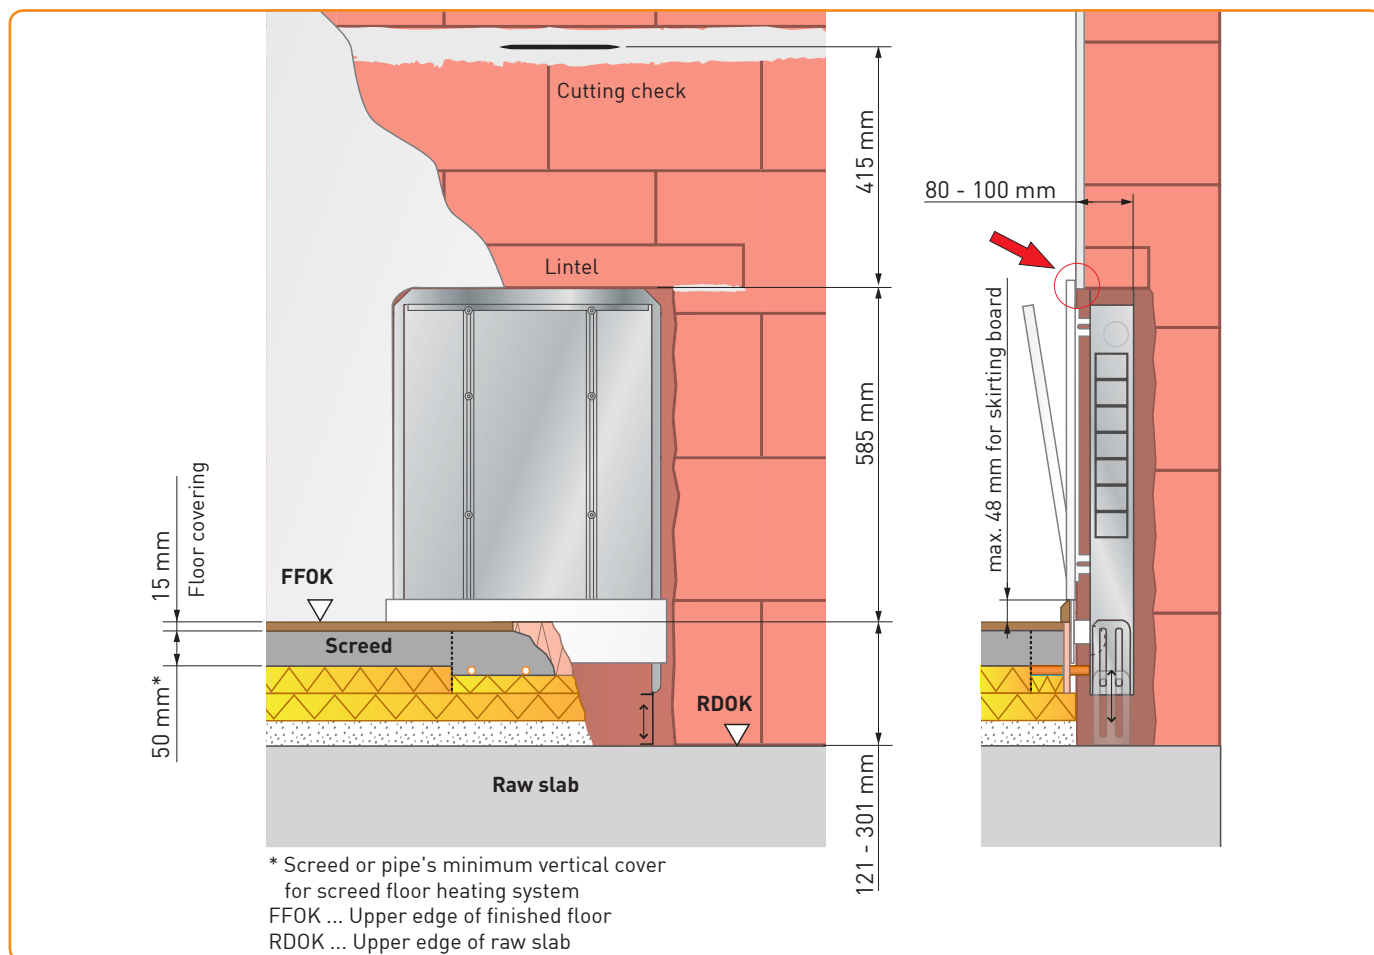 Cutting check
415 mm
80 - 100 mm
Lintel
585 mm
max. 48 mm for skirting board
15 mm
Floor covering
FFOK
Screed
50 mm*
RDOK
Raw slab
121 - 301 mm
* Screed or pipe's minimum vertical cover
for screed floor heating system
FFOK ... Upper edge of finished floor
RDOK ... Upper edge of raw slab